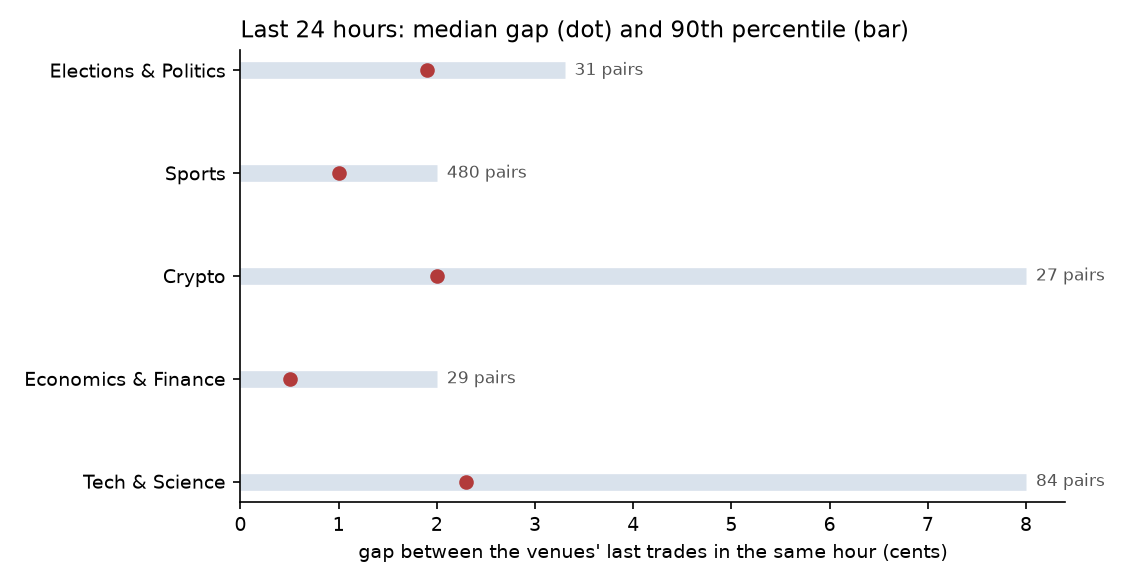 Last 24 hours: median gap (dot) and 90th percentile (bar)
Elections & Politics
31 pairs
Sports
480 pairs
Crypto
27 pairs
Economics & Finance
29 pairs
Tech & Science
84 pairs
0 1 2 3 4 5 6 7 8
gap between the venues' last trades in the same hour (cents)